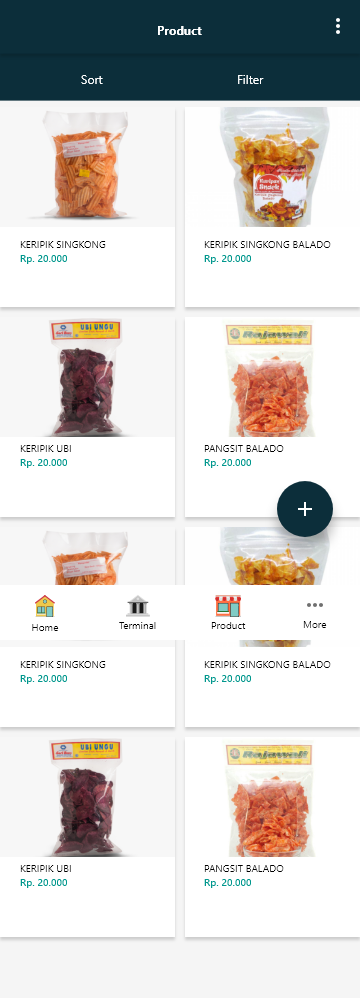 Product
Sort
Filter
KERIPIK SINGKONG
Rp. 20.000
KERIPIK SINGKONG BALADO
Rp. 20.000
UBI UNGU
Rajawali
KERIPIK UBI
Rp. 20.000
PANGSIT BALADO
Rp. 20.000
Home
Terminal
Product
More
KERIPIK SINGKONG
Rp. 20.000
KERIPIK SINGKONG BALADO
Rp. 20.000
UBI UNGU
Rajawali
KERIPIK UBI
Rp. 20.000
PANGSIT BALADO
Rp. 20.000